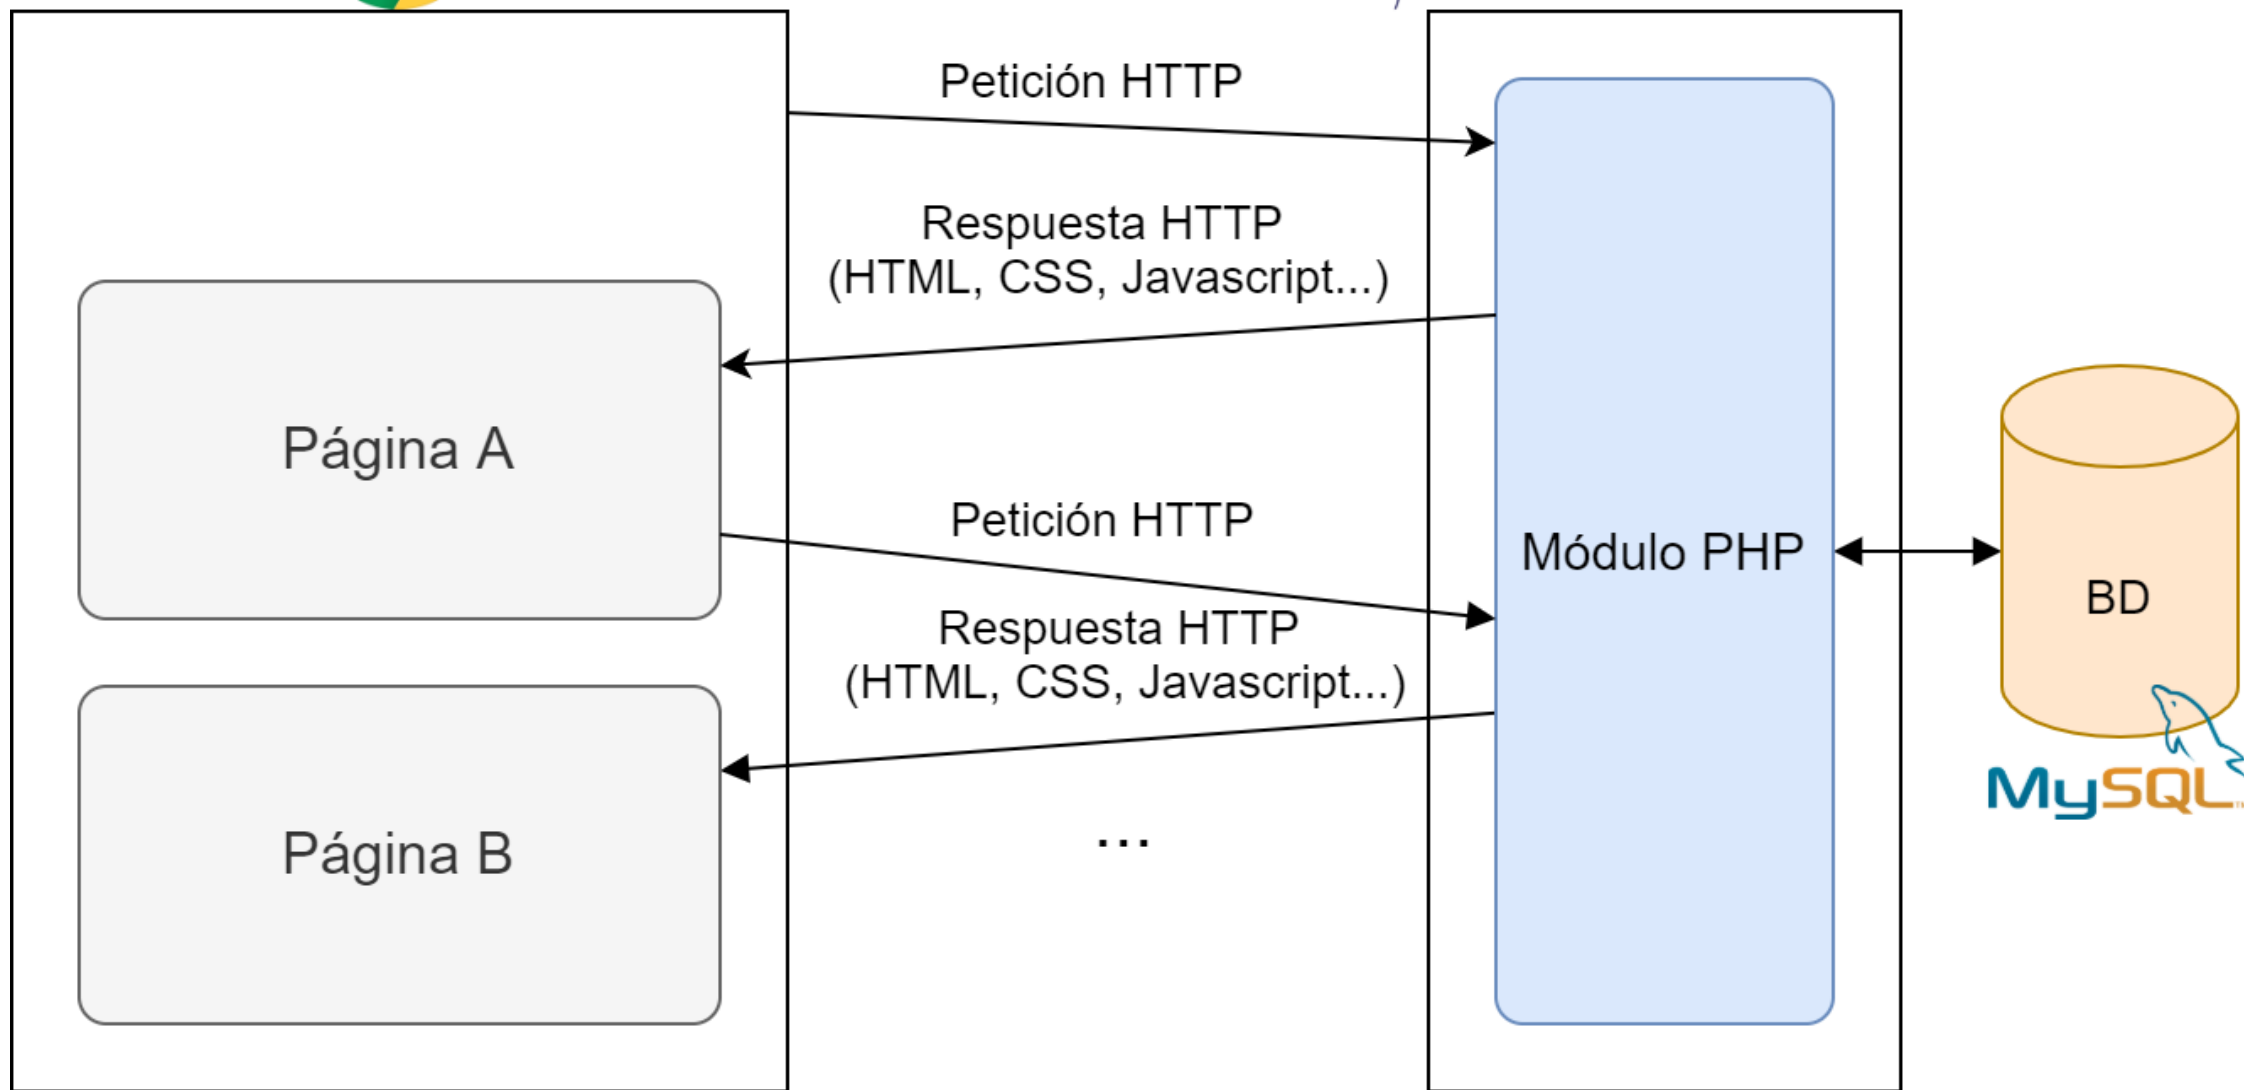 Petición HTTP
Respuesta HTTP
(HTML, CSS, Javascript...)
Página A
Petición HTTP
Módulo PHP
BD
Respuesta HTTP
(HTML, CSS, Javascript...)
MySQL
...
Página B